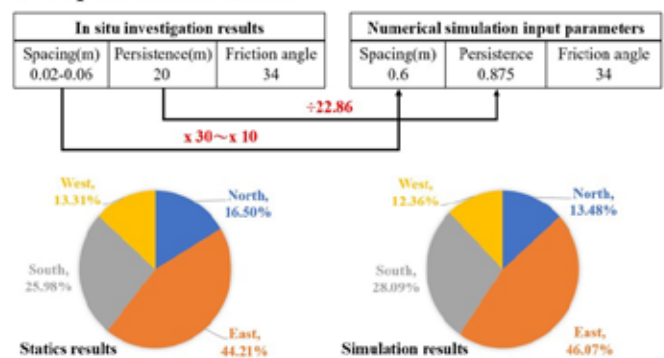 In situ investigation results
Spacing(m) Persistence(m) Friction angle
0.02-0.06 20 34
Numerical simulation input parameters
Spacing(m) Persistence Friction angle
0.6 0.875 34
÷22.86
x 30～x 10
West,
13.31%
North,
16.50%
South,
25.98%
East,
44.21%
Statics results
West,
12.36%
North,
13.48%
South,
28.09%
East,
46.07%
Simulation results